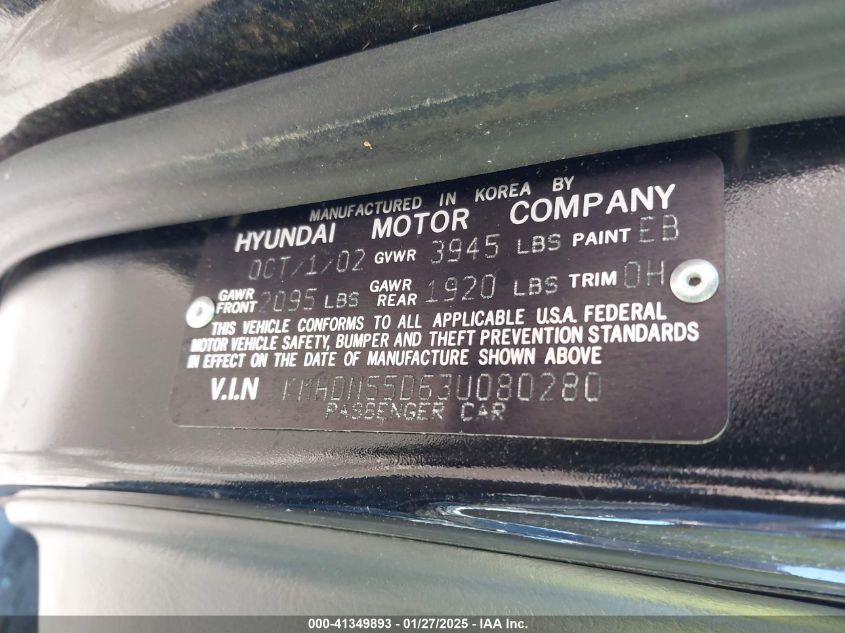 MANUFACTURED IN KOREA BY
HYUNDAI MOTOR COMPANY
OCT/1/02 GVWR 3945 LBS PAINT EB
GAWR FRONT 2095 LBS GAWR REAR 1920 LBS TRIM OH
THIS VEHICLE CONFORMS TO ALL APPLICABLE U.S.A. FEDERAL
MOTOR VEHICLE SAFETY, BUMPER AND THEFT PREVENTION STANDARDS
IN EFFECT ON THE DATE OF MANUFACTURE SHOWN ABOVE
V.I.N KMHDN55D63U080280
PASSENGER CAR
000-41349893 - 01/27/2025 - IAA Inc.